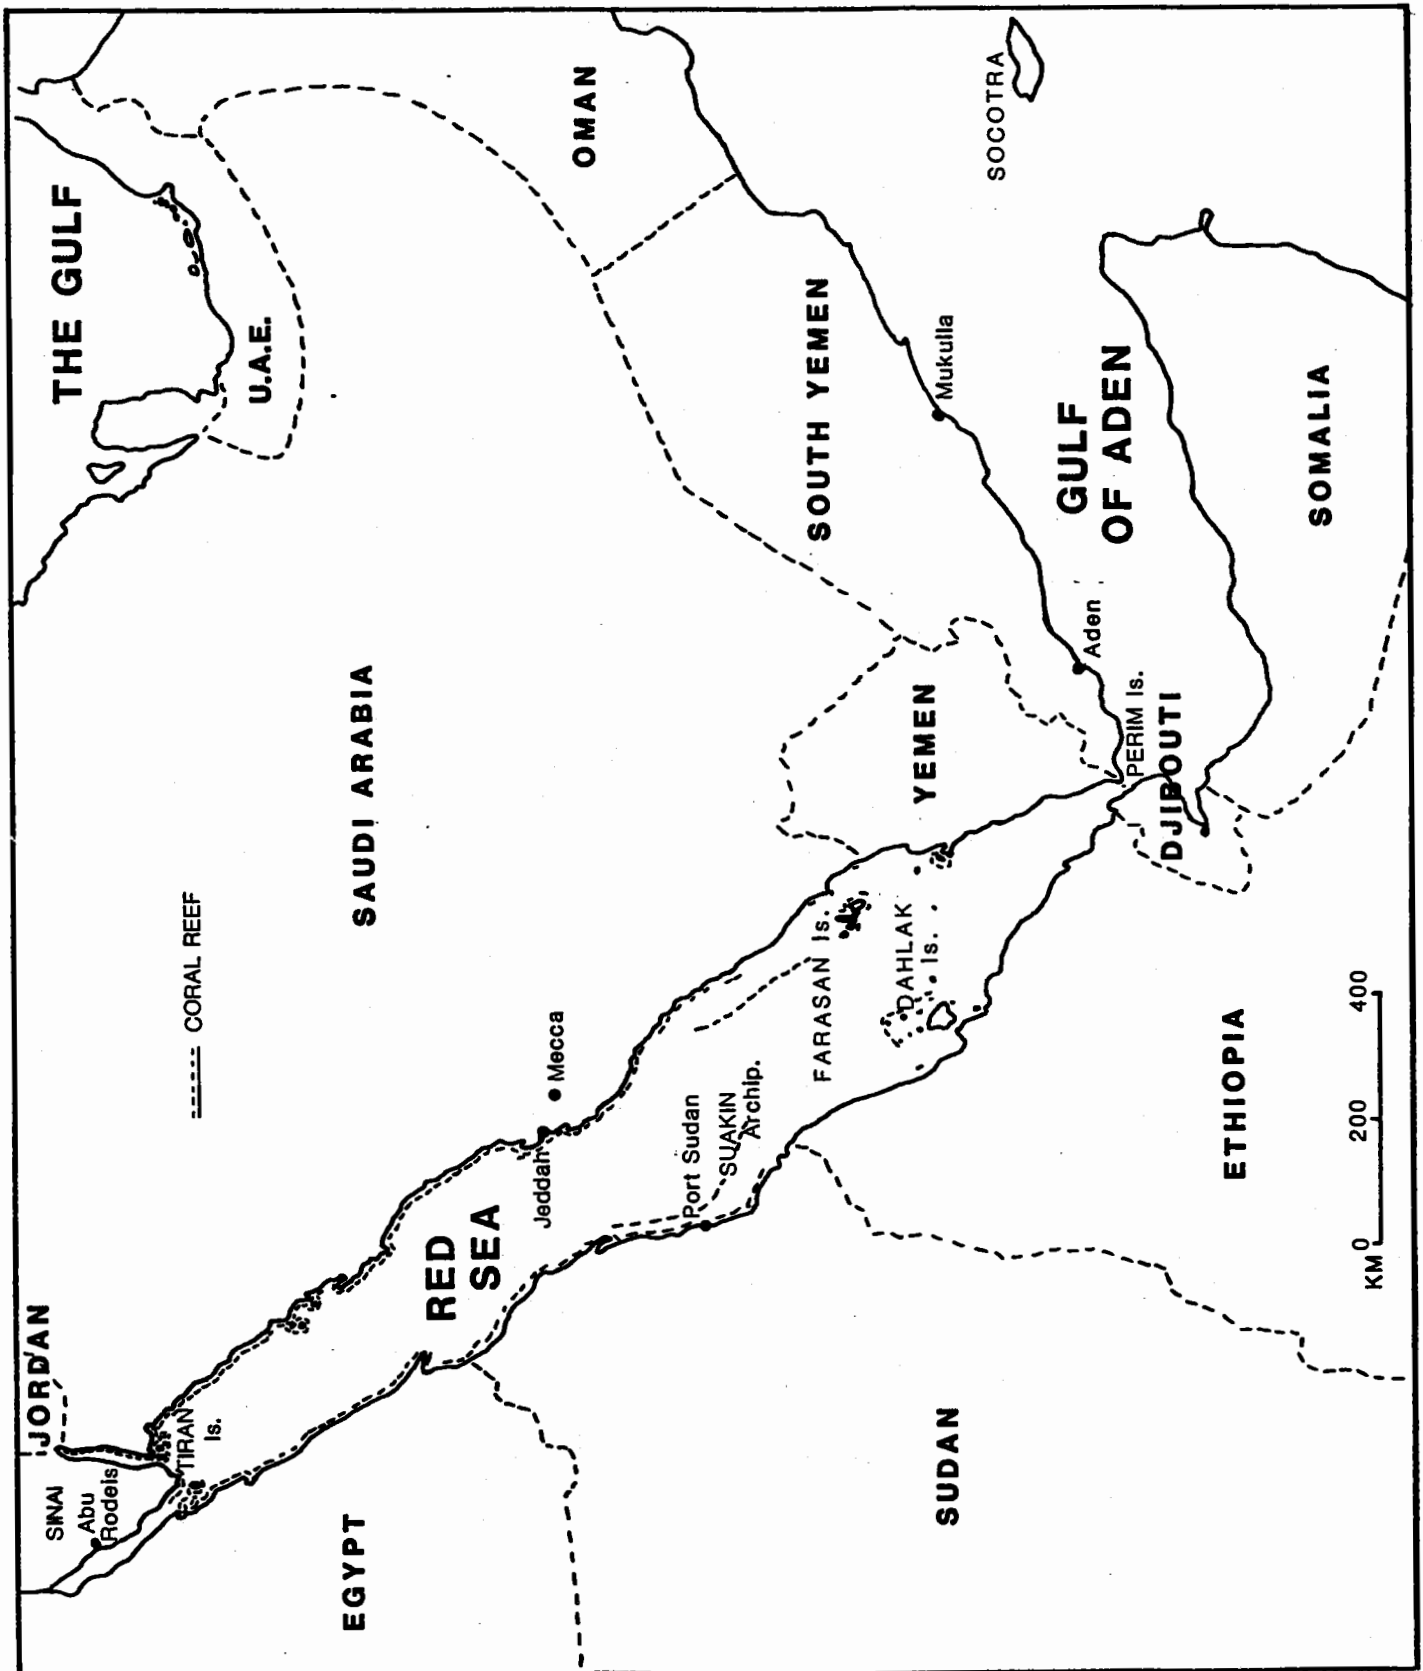 JORDAN
SINAI
THE GULF
Abu
Rodeis
TIRAN
Is.
CORAL REEF
U.A.E.
EGYPT
SAUDI ARABIA
RED
SEA
Jeddah
Mecca
OMAN
Port Sudan
SUAKIN
Archip.
FARASAN Is.
SOUTH YEMEN
DAHLAK
Is.
YEMEN
Mukulla
SUDAN
SOCOTRA
GULF
OF ADEN
Aden
PERIM Is.
DJIBOUTI
ETHIOPIA
SOMALIA
0 200 400
KM